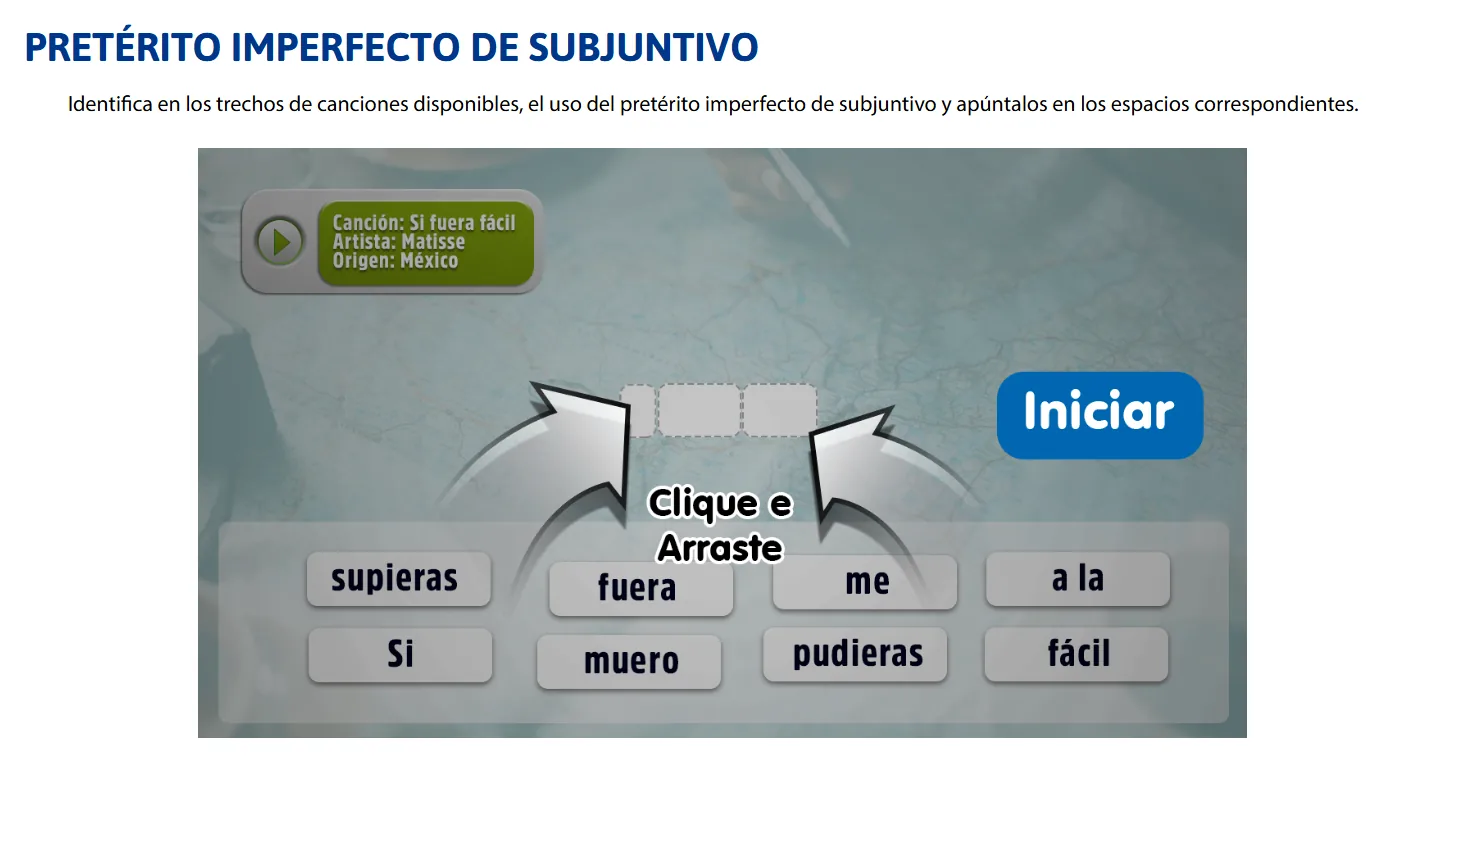 PRETÉRITO IMPERFECTO DE SUBJUNTIVO
Identifica en los trechos de canciones disponibles, el uso del pretérito imperfecto de subjuntivo y apúntalos en los espacios correspondientes.
Canción: Si fuera fácil
Artista: Matisse
Origen: México
Iniciar
Clique e
Arraste
supieras
fuera
me
a la
Si
muero
pudieras
fácil